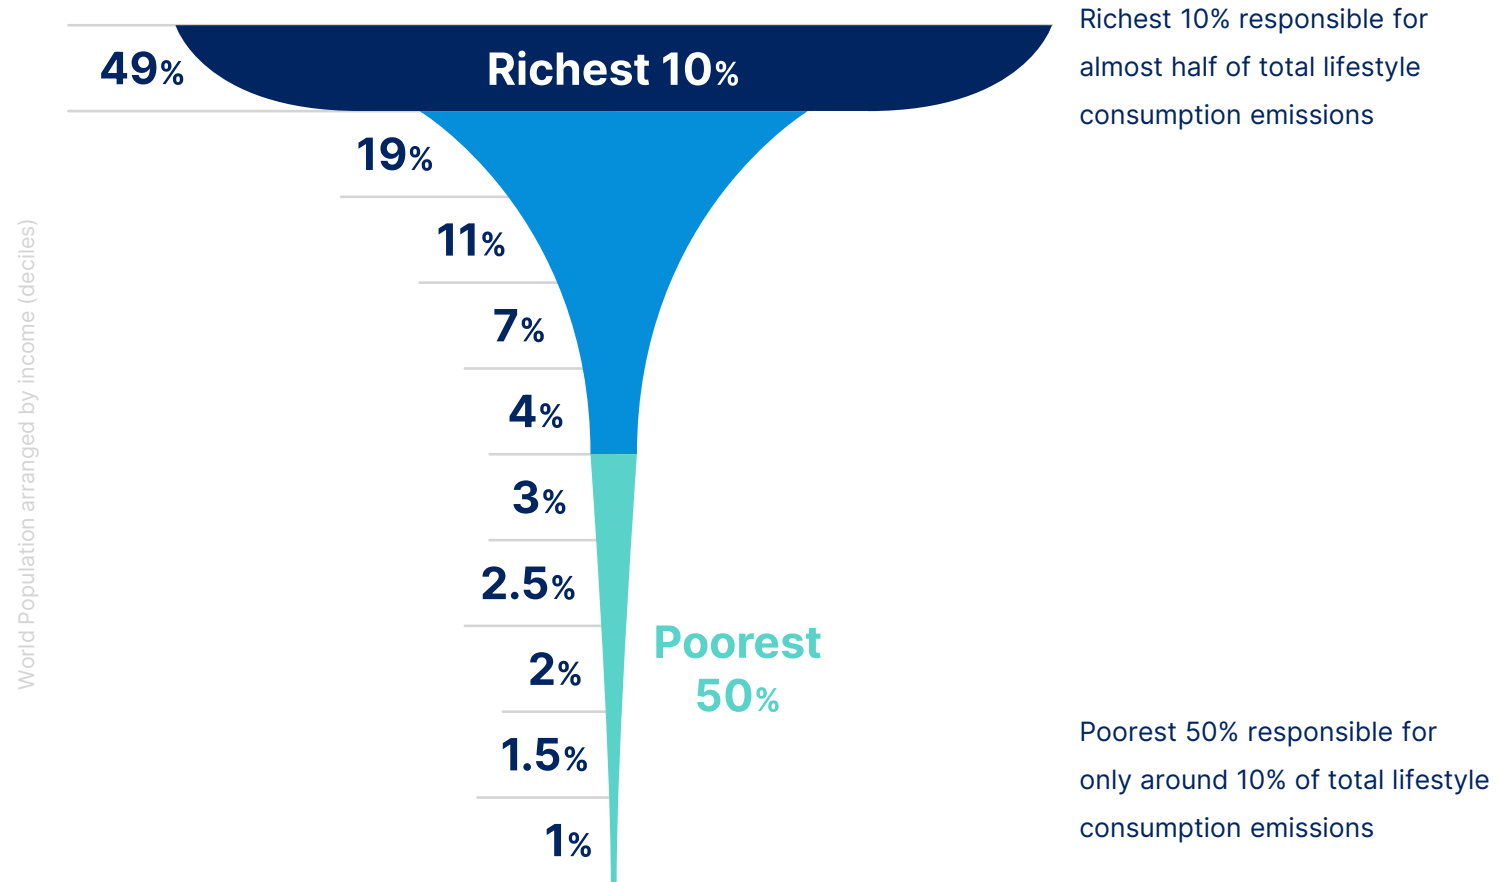 Richest 10% responsible for
almost half of total lifestyle
consumption emissions
49%
Richest 10%
19%
11%
7%
4%
3%
2.5%
2%
1.5%
1%
World Population arranged by income (deciles)
Poorest
50%
Poorest 50% responsible for
only around 10% of total lifestyle
consumption emissions